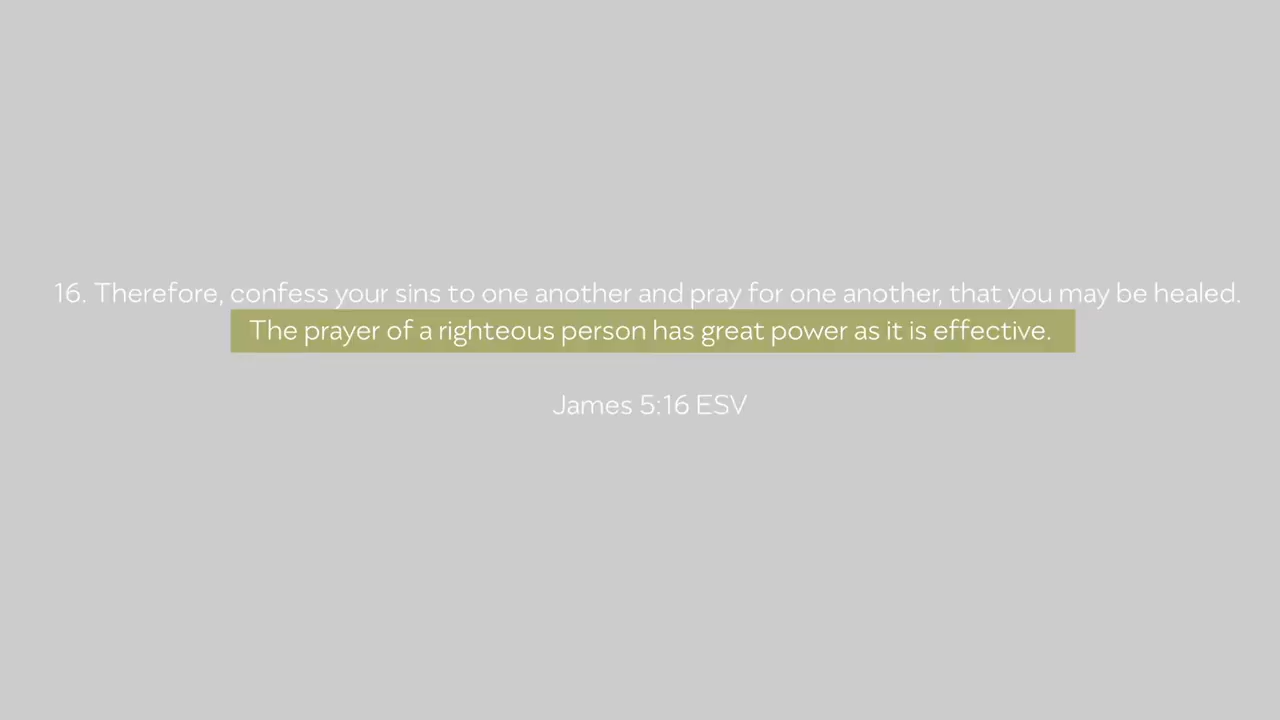 16. Therefore, confess your sins to one another and pray for one another, that you may be healed.
The prayer of a righteous person has great power as it is effective.
James 5:16 ESV